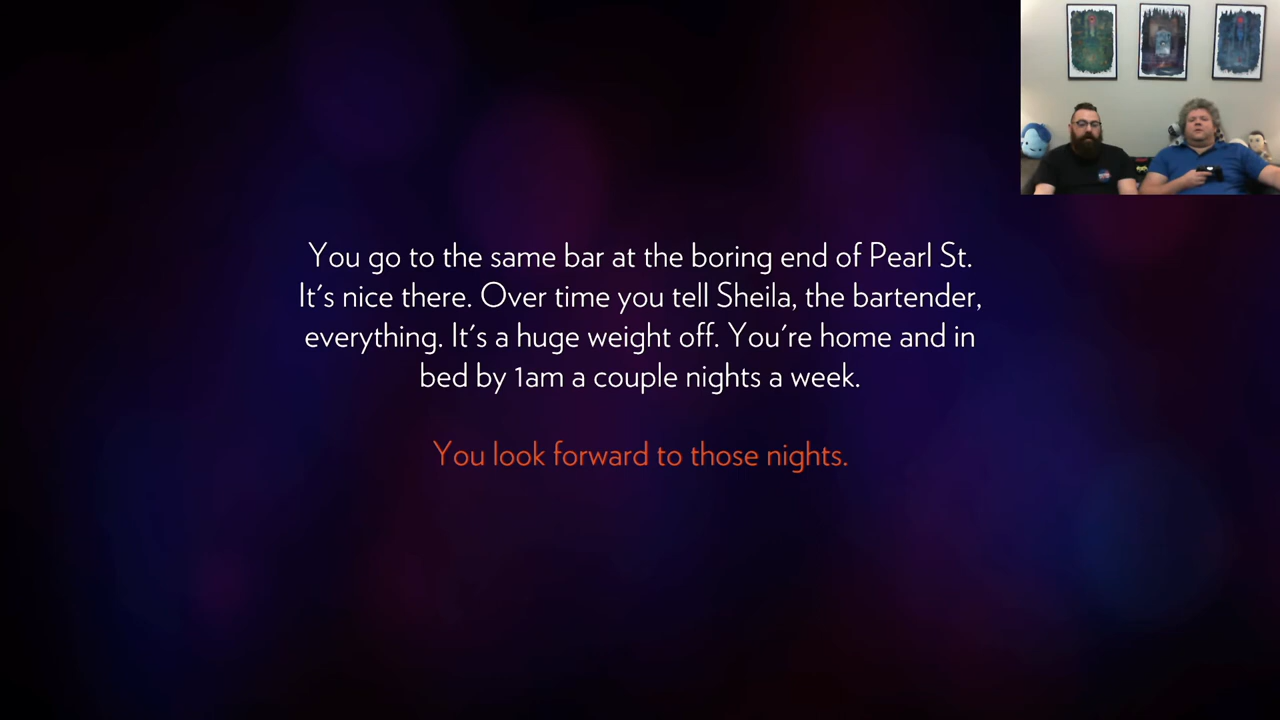 You go to the same bar at the boring end of Pearl St.
It's nice there. Over time you tell Sheila, the bartender,
everything. It's a huge weight off. You're home and in
bed by 1am a couple nights a week.
You look forward to those nights.